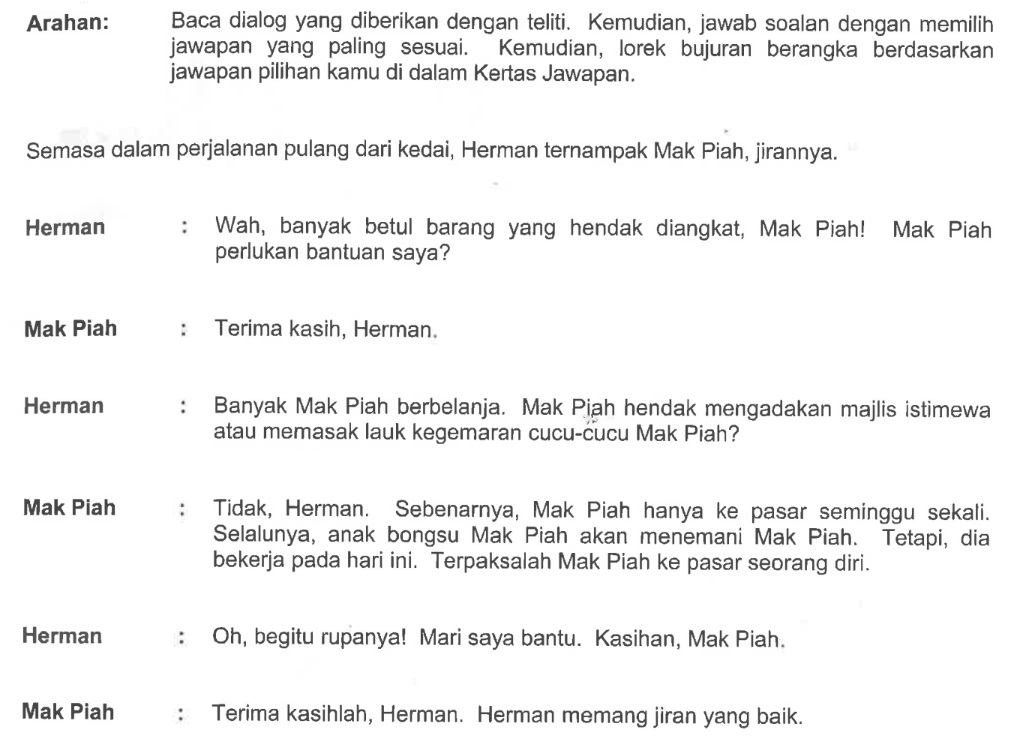 Arahan: Baca dialog yang diberikan dengan teliti. Kemudian, jawab soalan dengan memilih
jawapan yang paling sesuai. Kemudian, lorek bujuran berangka berdasarkan
jawapan pilihan kamu di dalam Kertas Jawapan.
Semasa dalam perjalanan pulang dari kedai, Herman ternampak Mak Piah, jirannya.
Herman : Wah, banyak betul barang yang hendak diangkat, Mak Piah! Mak Piah
perlukan bantuan saya?
Mak Piah : Terima kasih, Herman.
Herman : Banyak Mak Piah berbelanja. Mak Piah hendak mengadakan majlis istimewa
atau memasak lauk kegemaran cucu-cucu Mak Piah?
Mak Piah : Tidak, Herman. Sebenarnya, Mak Piah hanya ke pasar seminggu sekali.
Selalunya, anak bongsu Mak Piah akan menemani Mak Piah. Tetapi, dia
bekerja pada hari ini. Terpaksalah Mak Piah ke pasar seorang diri.
Herman : Oh, begitu rupanya! Mari saya bantu. Kasihan, Mak Piah.
Mak Piah : Terima kasihlah, Herman. Herman memang jiran yang baik.